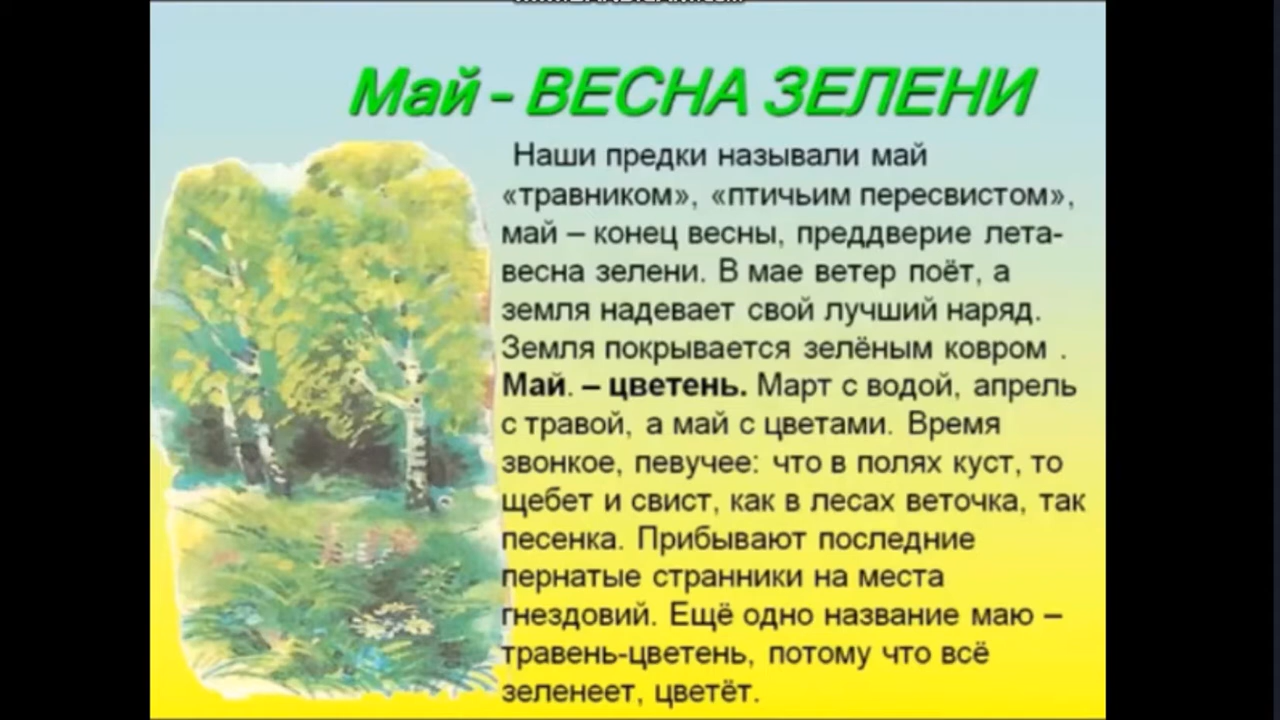 Май - ВЕСНА ЗЕЛЕНИ
Наши предки называли май
«травником», «птичьим пересвистом»,
май – конец весны, преддверие лета-
весна зелени. В мае ветер поёт, а
земля надевает свой лучший наряд.
Земля покрывается зелёным ковром .
Май. – цветень. Март с водой, апрель
с травой, а май с цветами. Время
звонкое, певучее: что в полях куст, то
щебет и свист, как в лесах веточка, так
песенка. Прибывают последние
пернатые странники на места
гнездовий. Ещё одно название маю –
травень-цветень, потому что всё
зеленеет, цветёт.